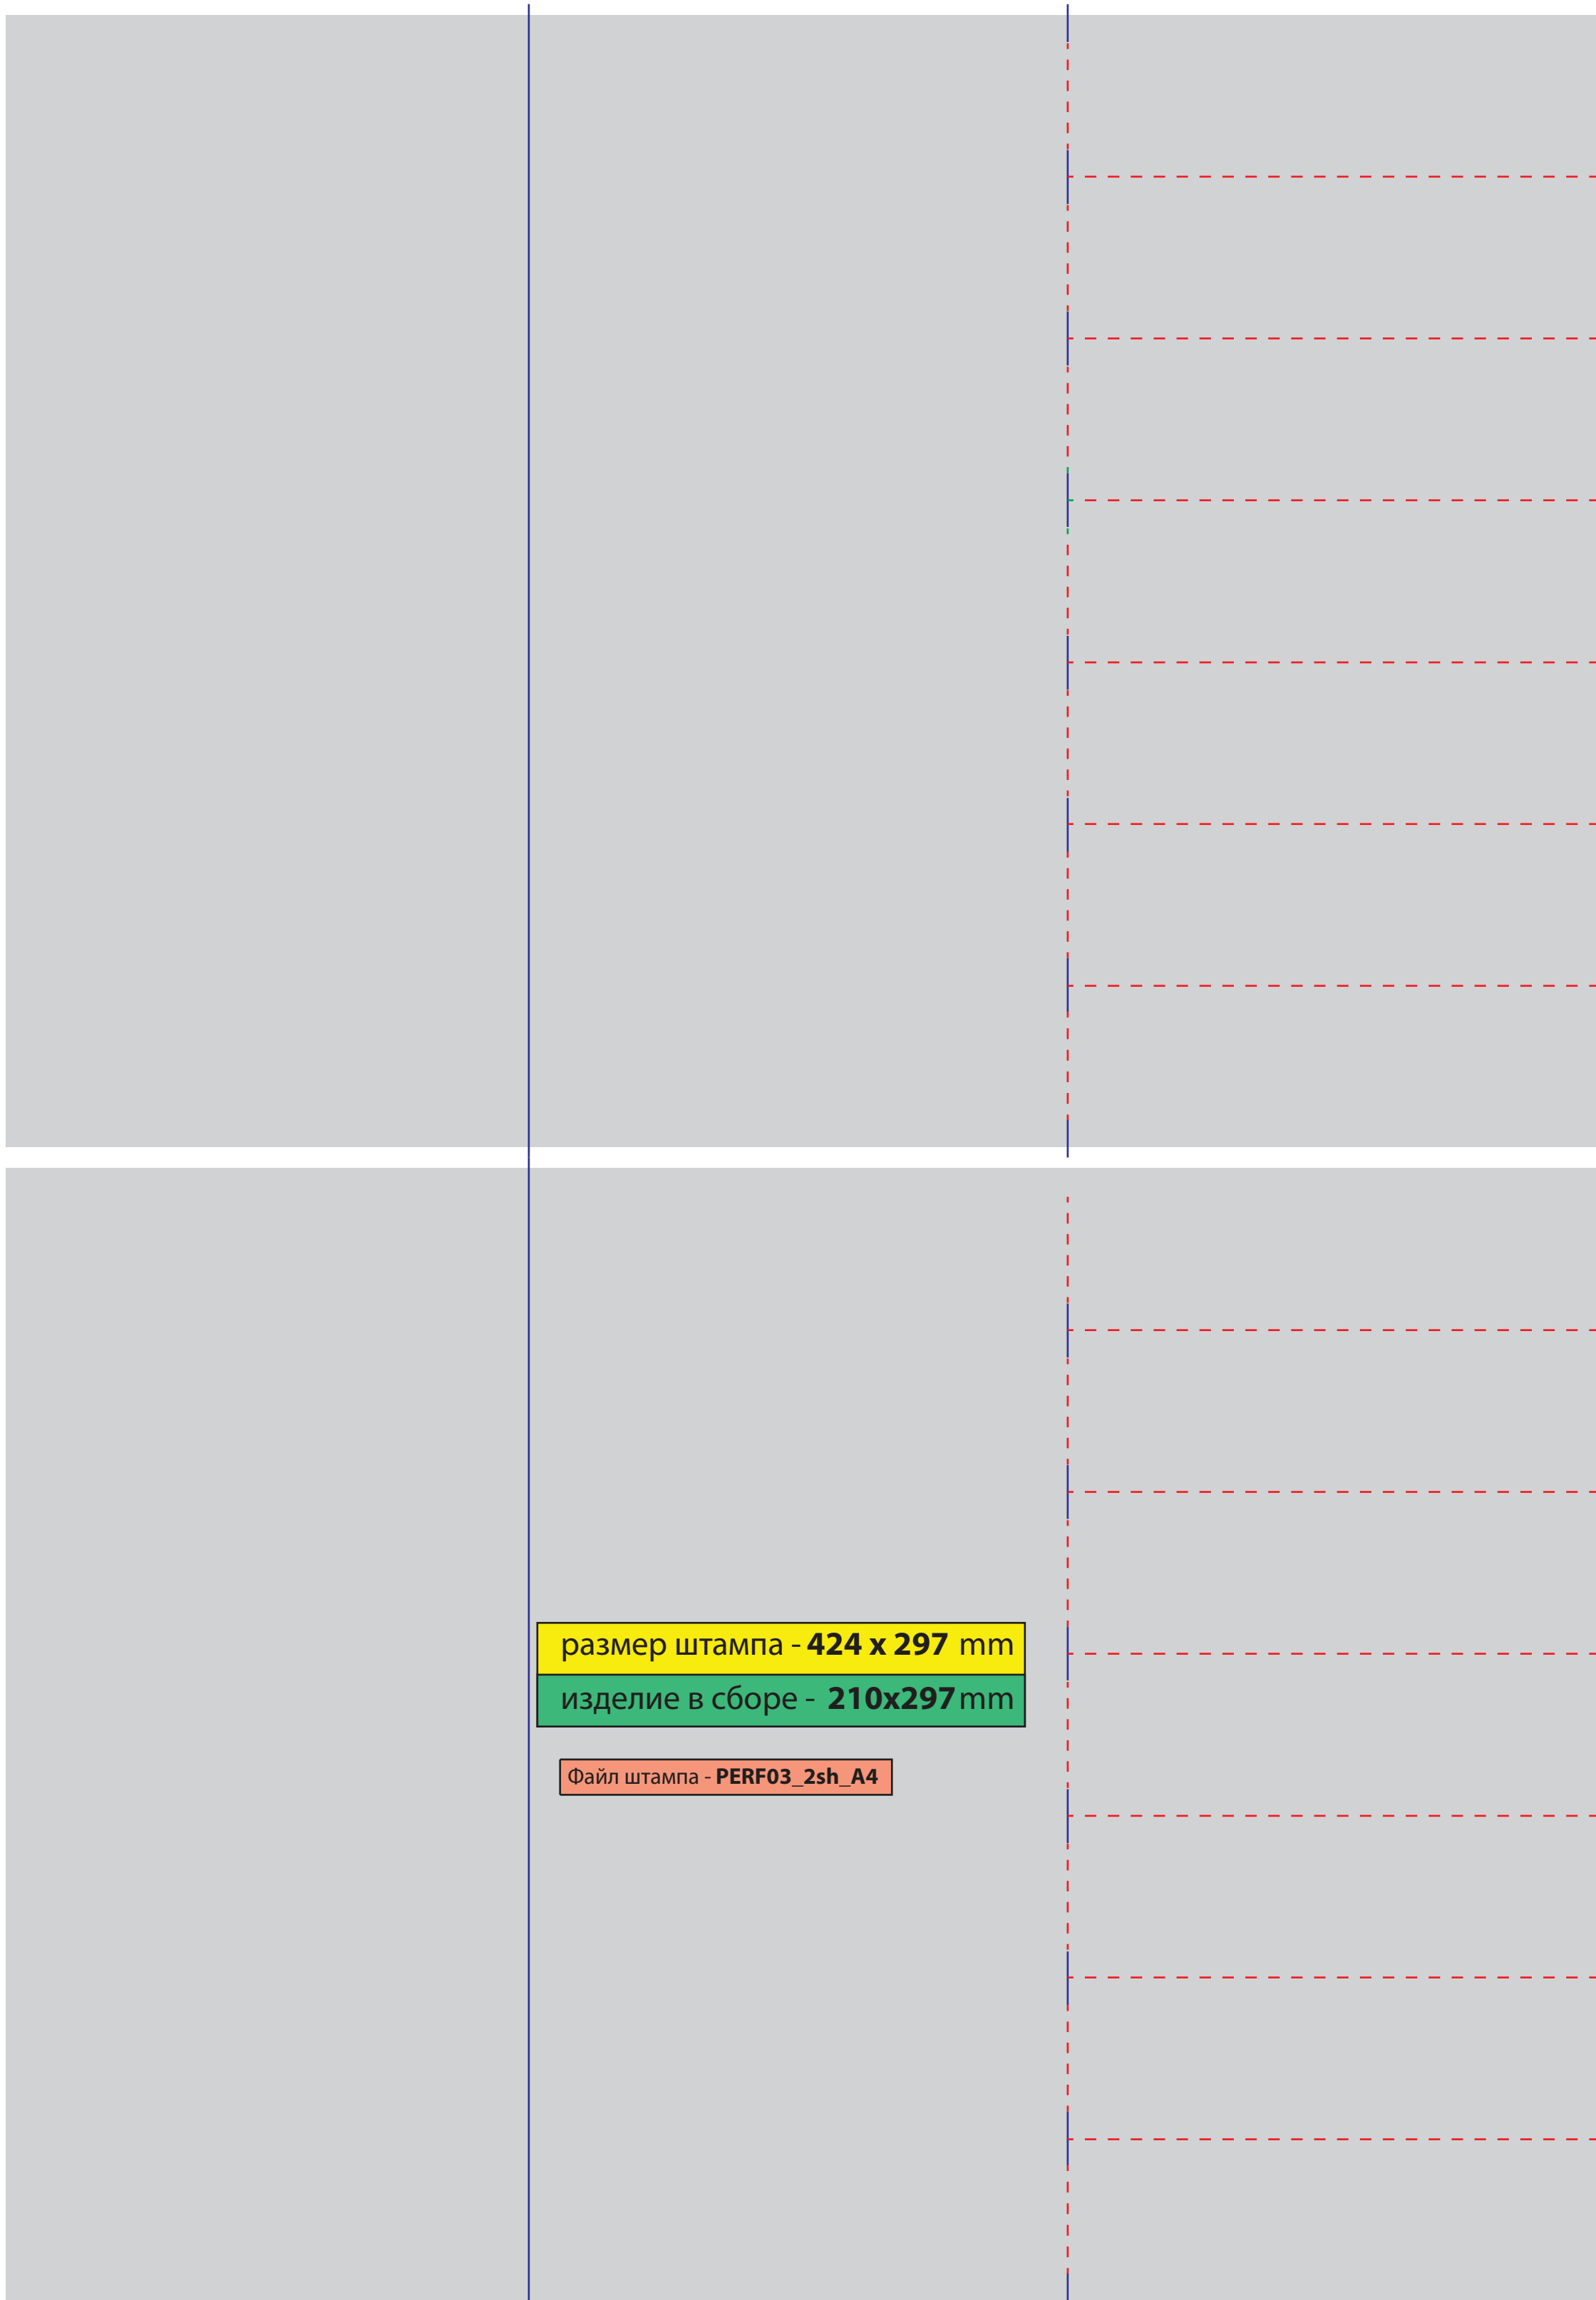 размер штампа - 424 x 297 mm
изделие в сборе - 210x297 mm
Файл штампа - PERF03_2sh_A4